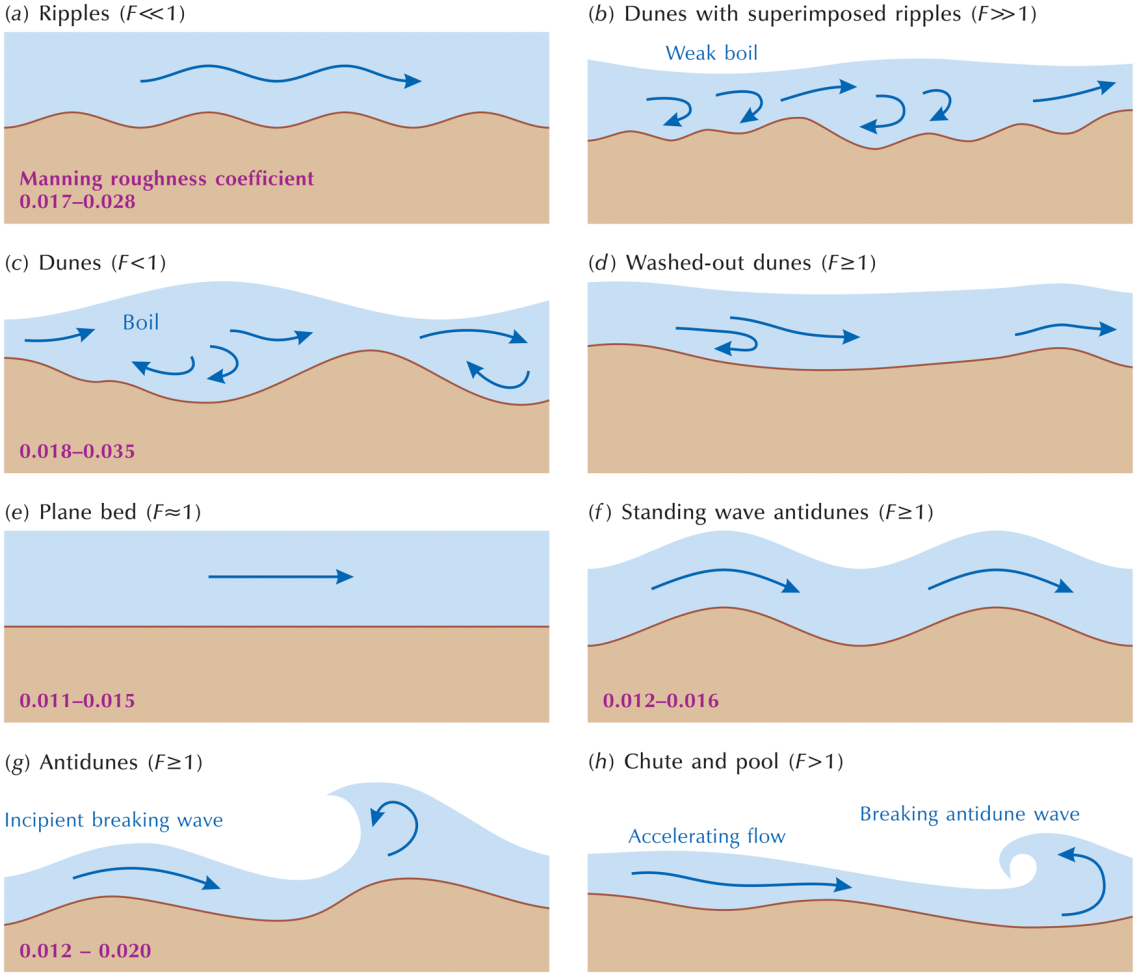 (a) Ripples (F<<1)
Manning roughness coefficient
0.017–0.028
(b) Dunes with superimposed ripples (F>>1)
Weak boil
(c) Dunes (F<1)
Boil
0.018–0.035
(d) Washed-out dunes (F≥1)
(e) Plane bed (F≈1)
0.011–0.015
(f) Standing wave antidunes (F≥1)
0.012–0.016
(g) Antidunes (F≥1)
Incipient breaking wave
0.012 – 0.020
(h) Chute and pool (F>1)
Breaking antidune wave
Accelerating flow